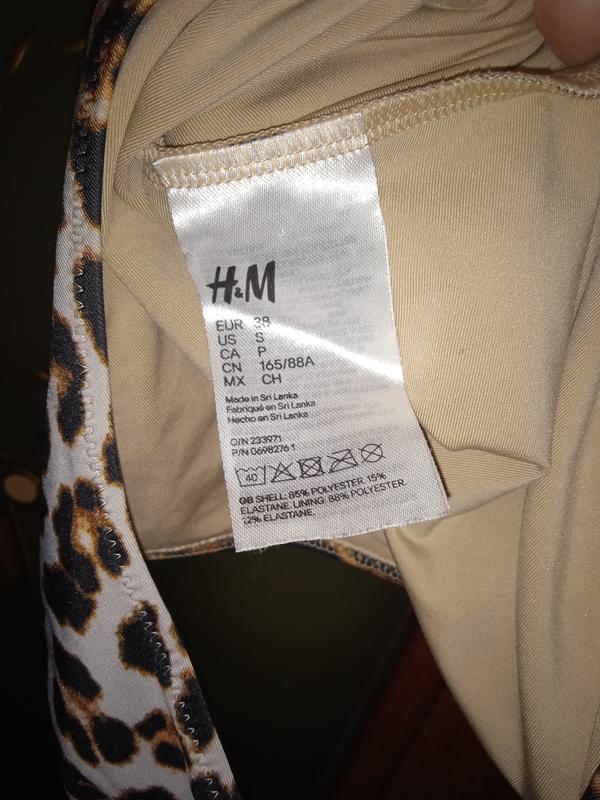 H&M
EUR 38
US S
CA P
CN 165/88A
MX CH
Made in Sri Lanka
Fabriqué en Sri Lanka
Hecho en Sri Lanka
O/N 233971
P/N 0698276 1
40
GB SHELL: 85% POLYESTER. 15%
ELASTANE. LINING: 88% POLYESTER.
12% ELASTANE.